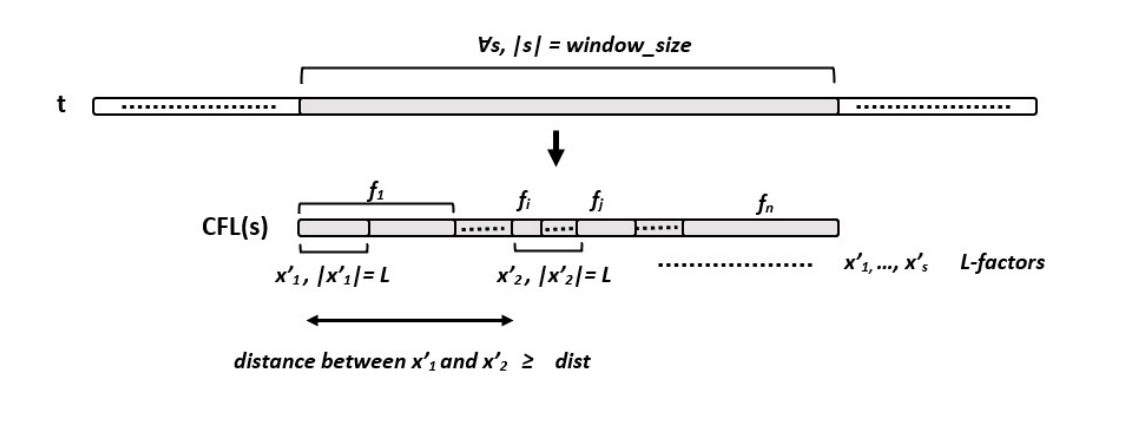 ∀s, |s| = window_size
t
f₁ fᵢ fⱼ fₙ
CFL(s)
x’₁, |x’₁|= L x’₂, |x’₂|= L x’₁,…, x’ₛ L-factors
distance between x’₁ and x’₂ ≥ dist